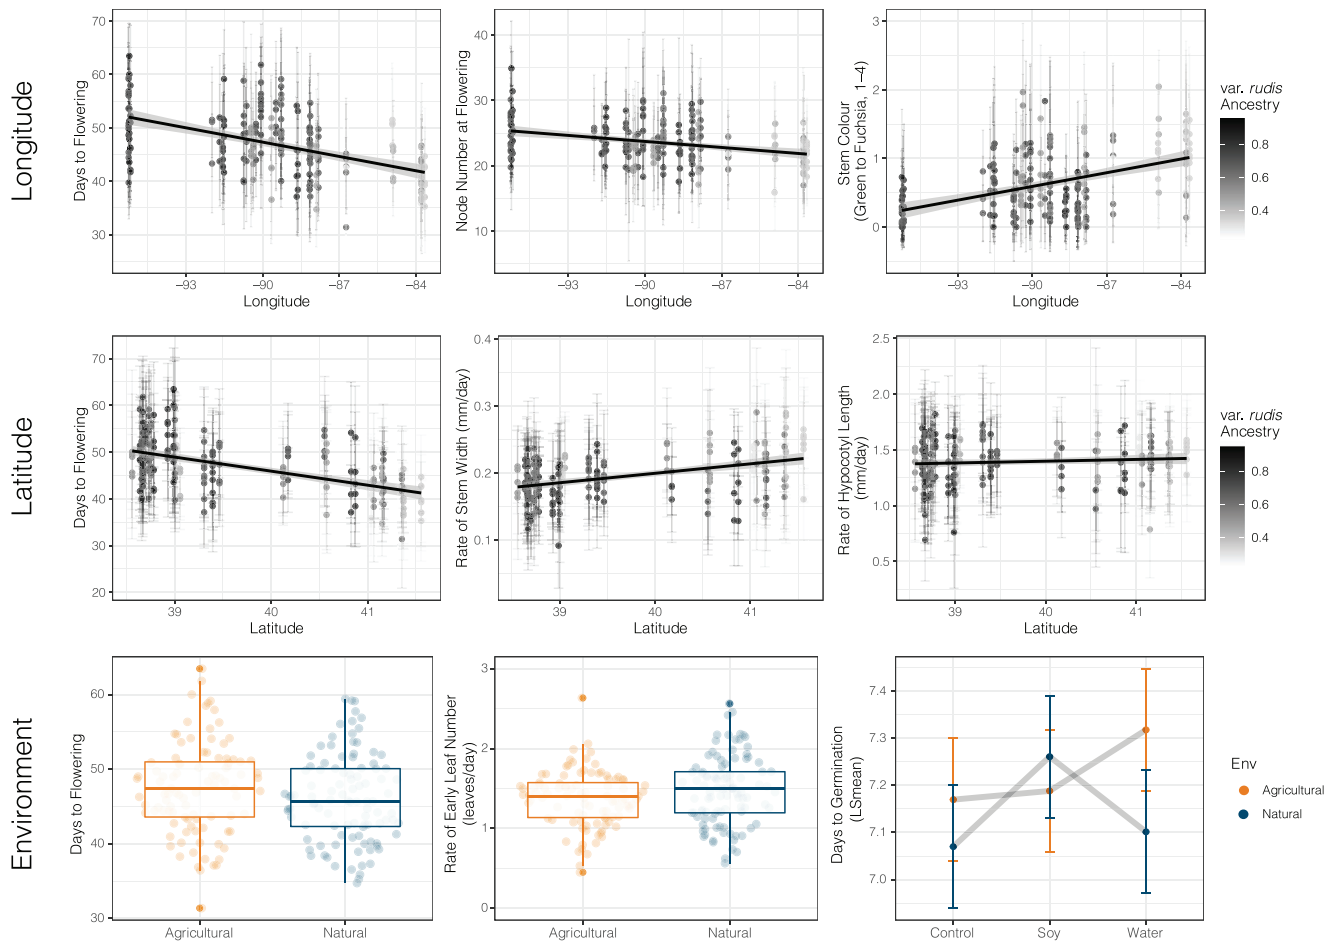 Longitude
Days to Flowering
70
60
50
40
30
−93
−90
−87
−84
Longitude
Node Number at Flowering
40
30
20
10
−93
−90
−87
−84
Longitude
Stem Colour
(Green to Fuchsia, 1−4)
3
2
1
0
−93
−90
−87
−84
Longitude
var. rudis
Ancestry
0.8
0.6
0.4
Latitude
Days to Flowering
70
60
50
40
30
20
39
40
41
Latitude
Rate of Stem Width (mm/day)
0.4
0.3
0.2
0.1
39
40
41
Latitude
Rate of Hypocotyl Length
(mm/day)
2.5
2.0
1.5
1.0
0.5
39
40
41
Latitude
var. rudis
Ancestry
0.8
0.6
0.4
Environment
Days to Flowering
60
50
40
30
Agricultural
Natural
Rate of Early Leaf Number
(leaves/day)
3
2
1
0
Agricultural
Natural
Days to Germination
(LSmean)
7.4
7.3
7.2
7.1
7.0
Control
Soy
Water
Env
Agricultural
Natural